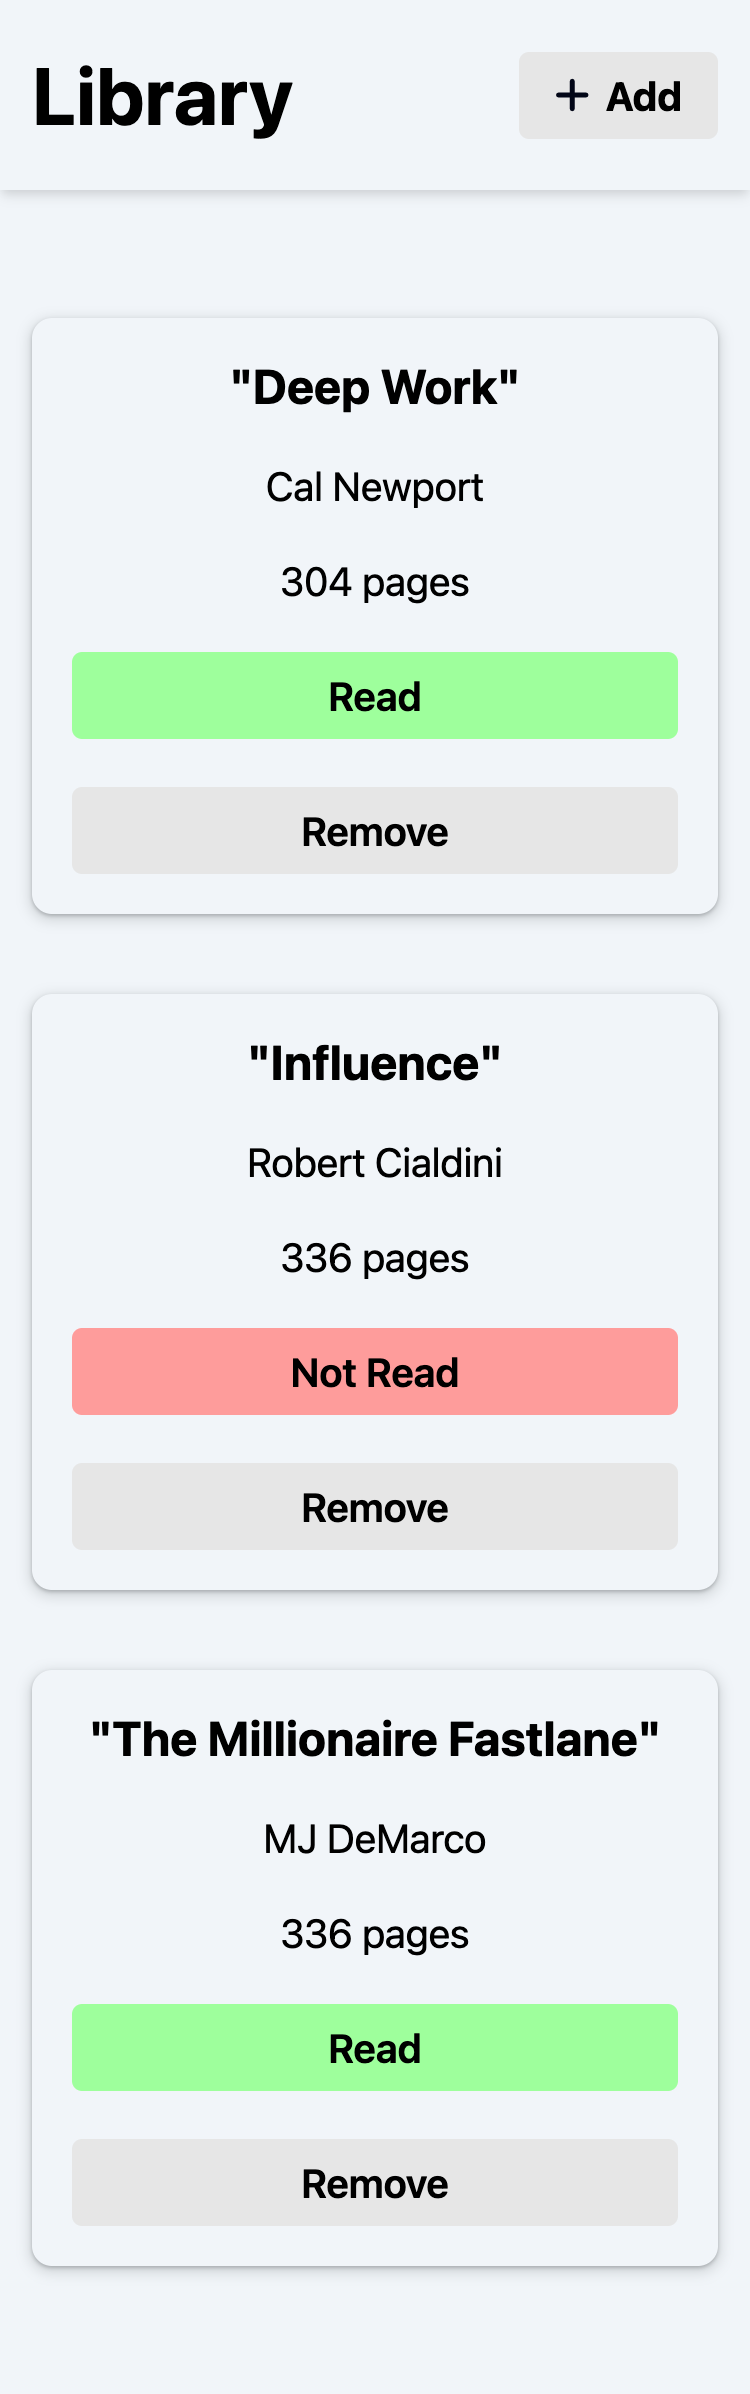 Library
+ Add
"Deep Work"
Cal Newport
304 pages
Read
Remove
"Influence"
Robert Cialdini
336 pages
Not Read
Remove
"The Millionaire Fastlane"
MJ DeMarco
336 pages
Read
Remove